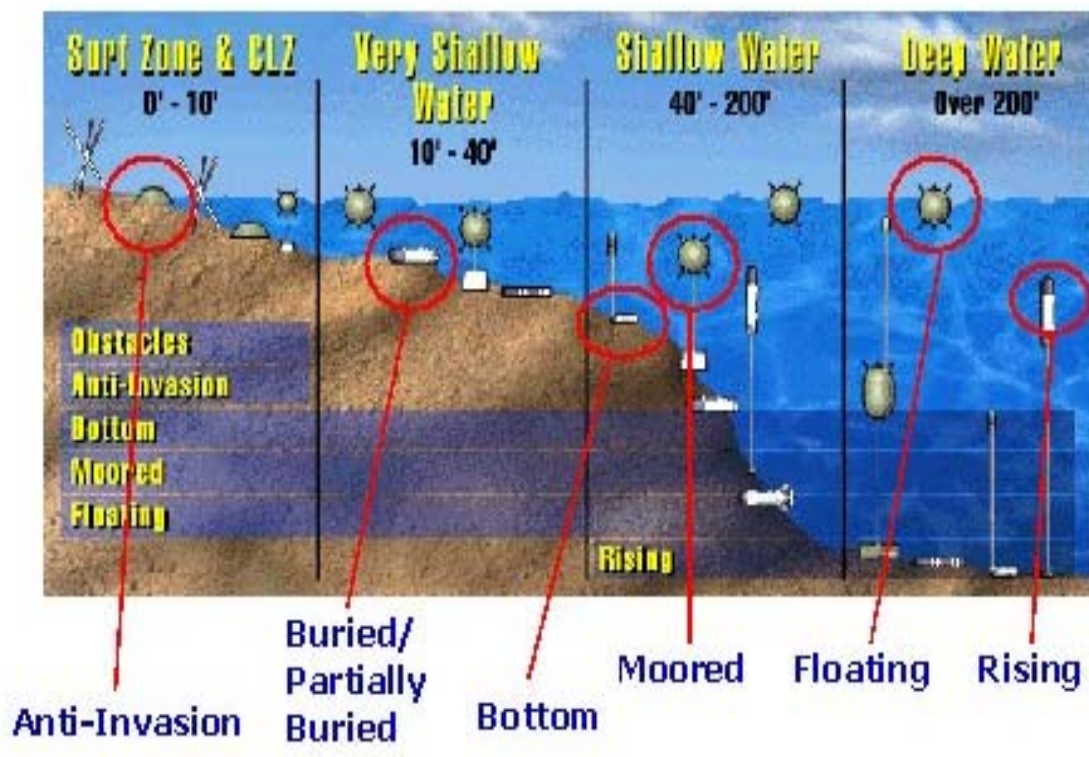 Surf Zone & CLZ
0' - 10'
Very Shallow
Water
10' - 40'
Shallow Water
40' - 200'
Deep Water
Over 200'
Obstacles
Anti-Invasion
Bottom
Moored
Floating
Rising
Anti-Invasion
Buried/
Partially
Buried
Bottom
Moored
Floating
Rising